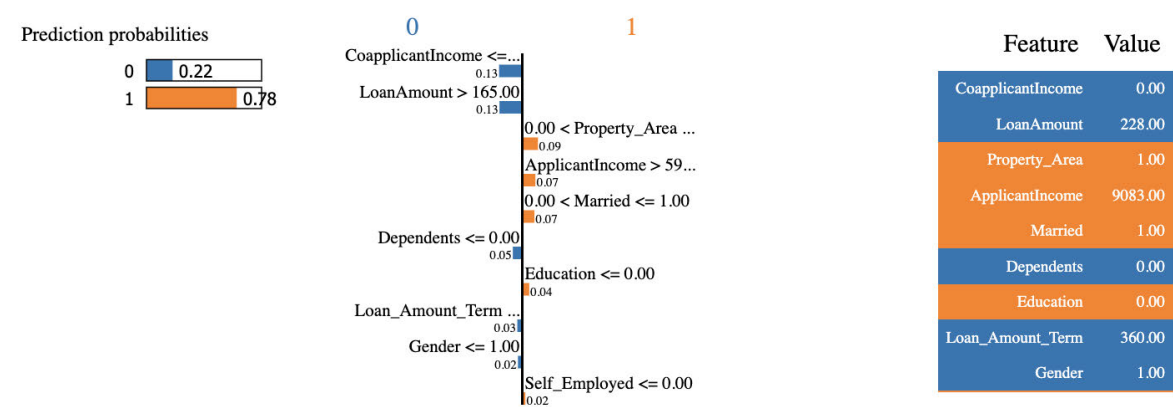 Prediction probabilities
0 0.22
1 0.78
0 1
CoapplicantIncome <=...
0.13
LoanAmount > 165.00
0.13
0.00 < Property_Area ...
0.09
ApplicantIncome > 59...
0.07
0.00 < Married <= 1.00
0.07
Dependents <= 0.00
0.05
Education <= 0.00
0.04
Loan_Amount_Term ...
0.03
Gender <= 1.00
0.02
Self_Employed <= 0.00
0.02
Feature Value
CoapplicantIncome 0.00
LoanAmount 228.00
Property_Area 1.00
ApplicantIncome 9083.00
Married 1.00
Dependents 0.00
Education 0.00
Loan_Amount_Term 360.00
Gender 1.00